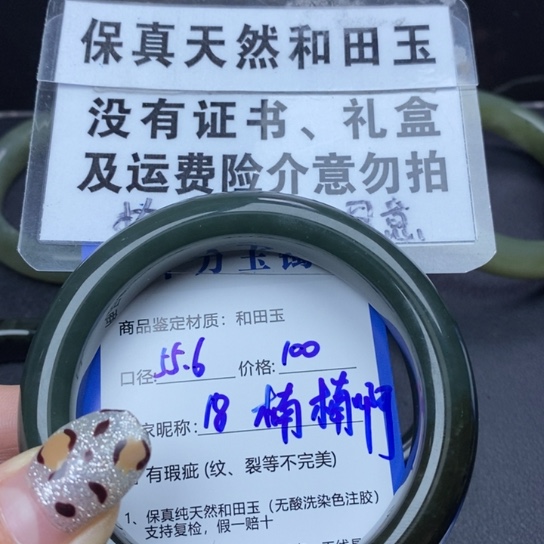 保真天然和田玉
没有证书、礼盒
及运费险介意勿拍
商品鉴定材质：和田玉
口径: 55.6 价格: 100
家昵称: 18 楠楠啊
有瑕疵 (纹、裂等不完美)
1、保真纯天然和田玉（无酸洗染色注胶）
支持复检，假一赔十